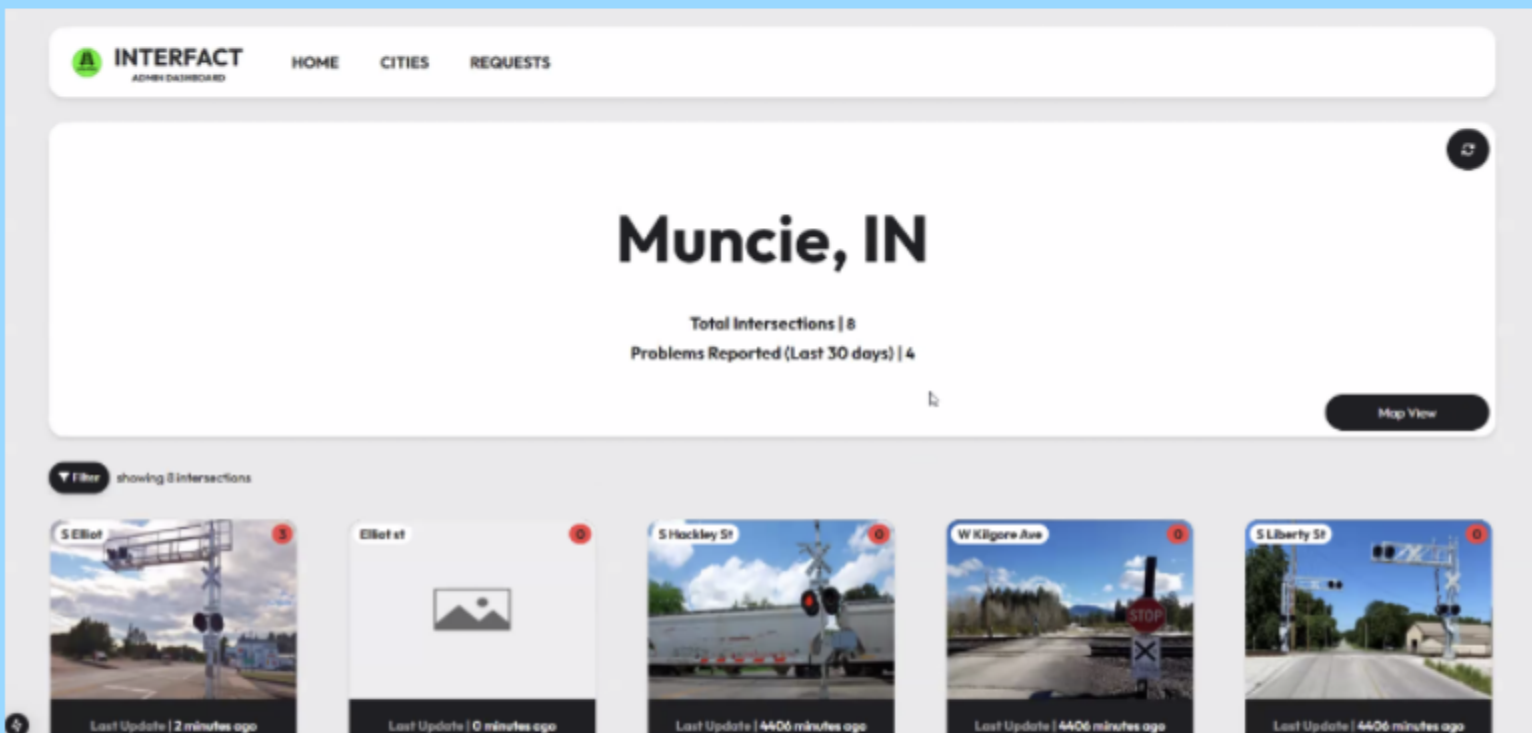 INTERFACT
ADMIN DASHBOARD
HOME CITIES REQUESTS
Muncie, IN
Total Intersections | 8
Problems Reported (Last 30 days) | 4
Map View
Filter showing 8 intersections
S Elliot 3 Elliot st 0 S Hackley St 0 W Kilgore Ave 0 S Liberty St 0
STOP
Last Update | 2 minutes ago Last Update | 0 minutes ago Last Update | 4406 minutes ago Last Update | 4406 minutes ago Last Update | 4406 minutes ago